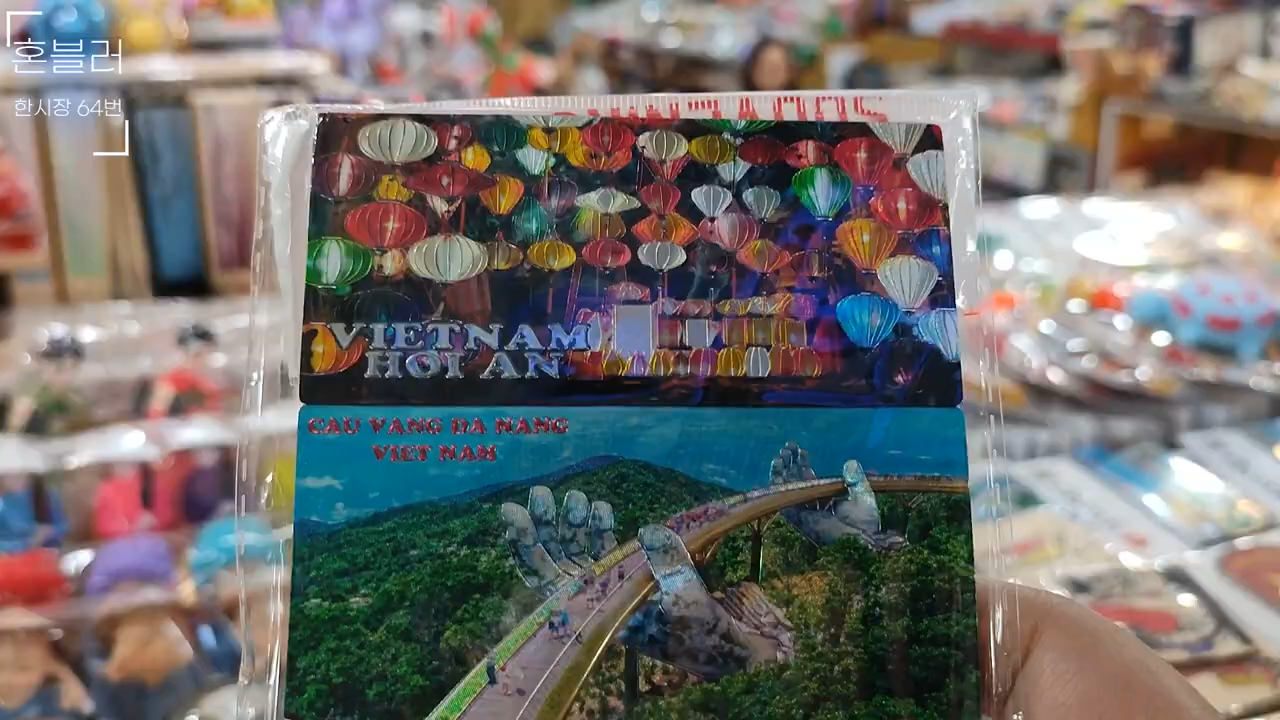 혼블러
한시장 64번
VIETNAM
HOI AN
CAU VANG DA NANG
VIET NAM